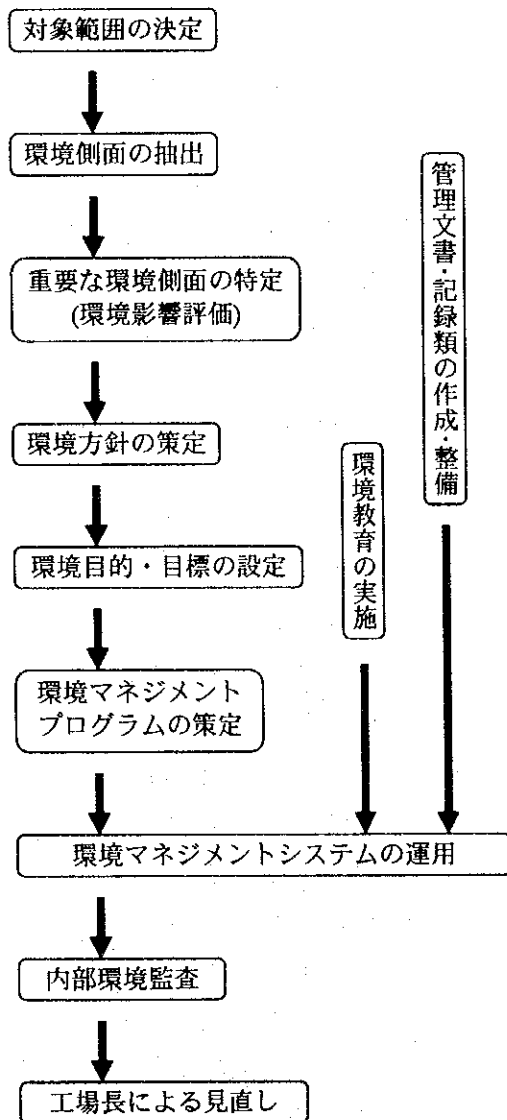 対象範囲の決定
環境側面の抽出
重要な環境側面の特定
(環境影響評価)
環境方針の策定
環境目的・目標の設定
環境マネジメント
プログラムの策定
環境教育の実施
管理文書・記録類の作成・整備
環境マネジメントシステムの運用
内部環境監査
工場長による見直し